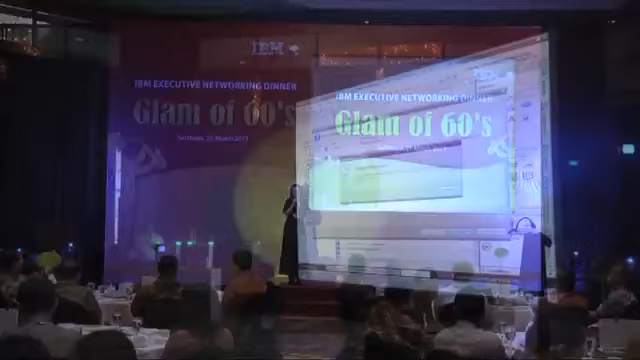 IBM
IBM EXECUTIVE NETWORKING DINNER
Glam of 60's
IBM EXECUTIVE NETWORKING DINNER
Glam of 60's